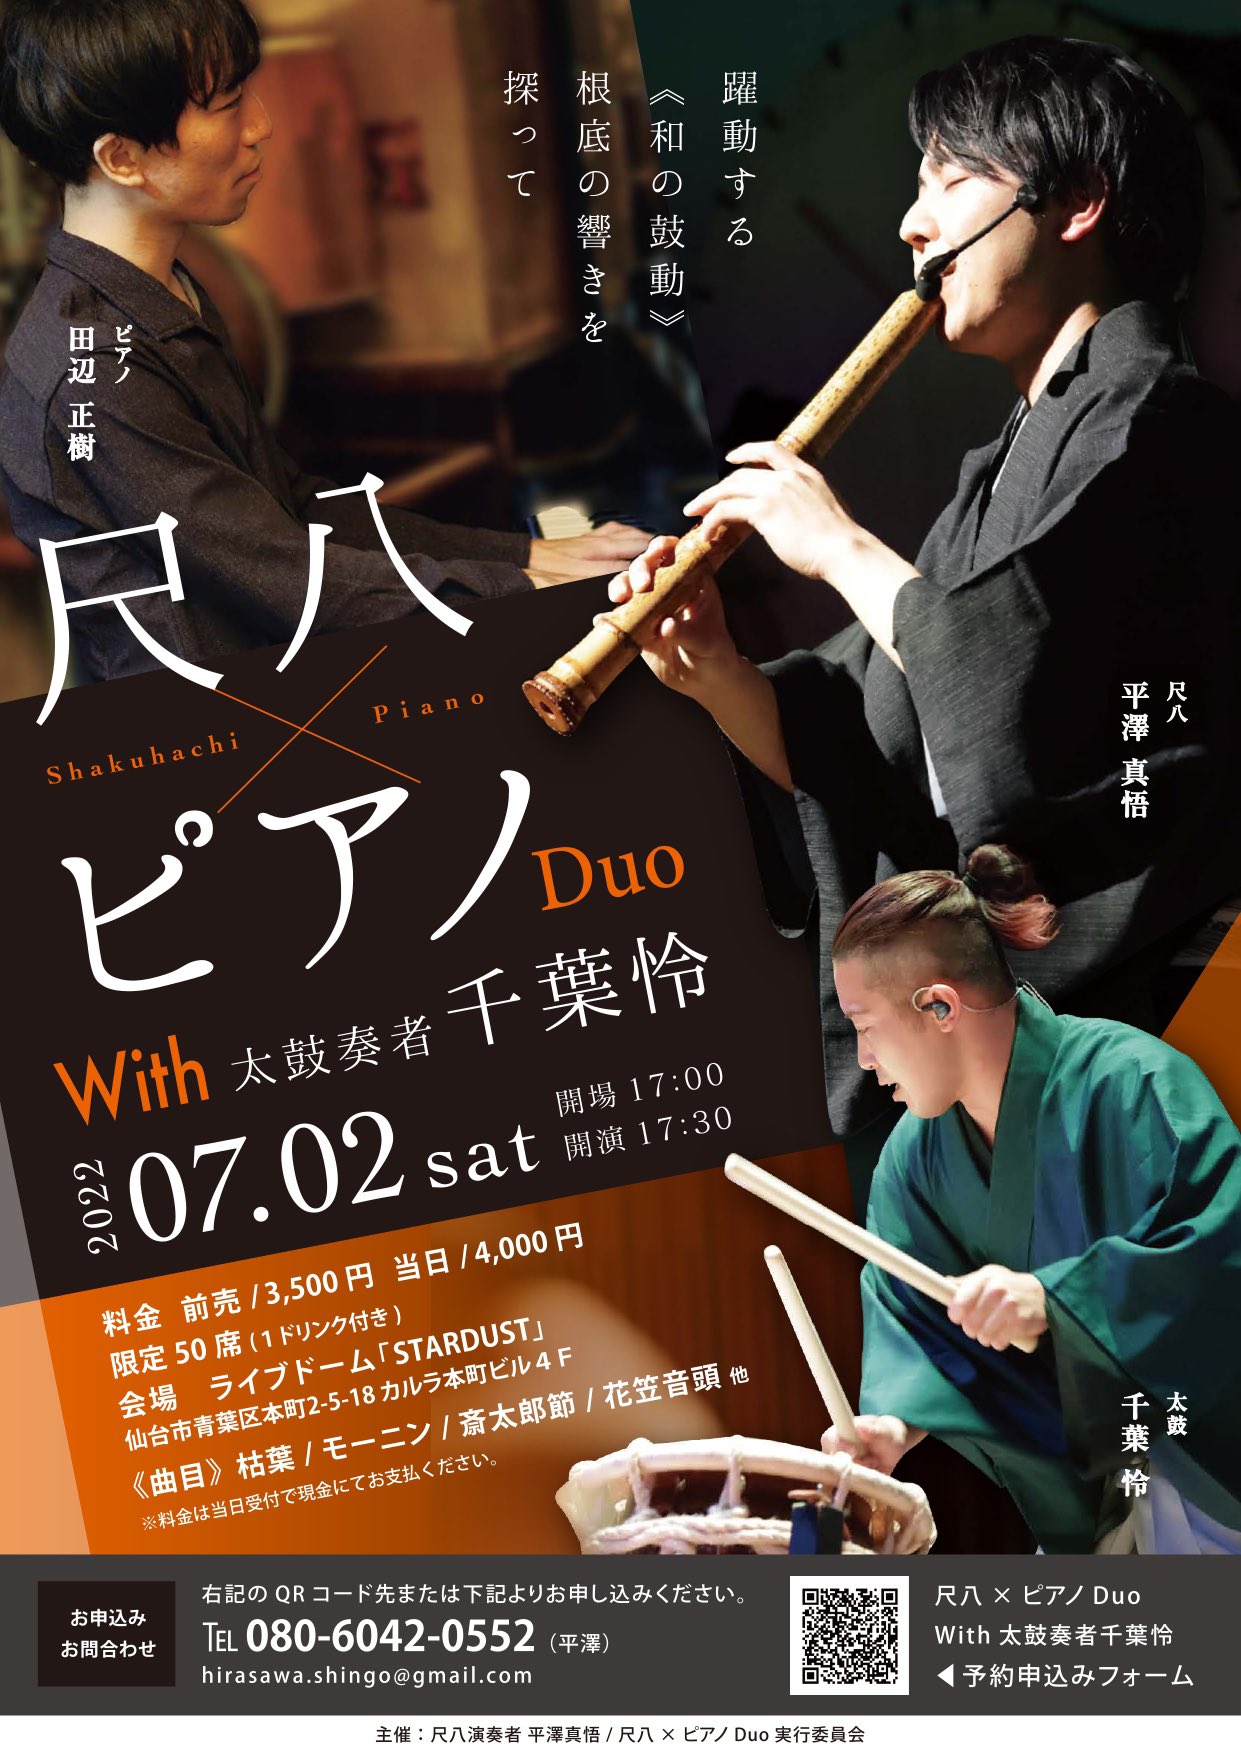 躍動する
《和の鼓動》
根底の響きを
探って
ピアノ
田辺 正樹
尺八
×
Shakuhachi
Piano
ピアノ
Duo
With 太鼓奏者 千葉怜
尺八
平澤 真悟
2022
07.02 sat
開場 17:00
開演 17:30
料金 前売 / 3,500 円 当日 / 4,000 円
限定 50 席 ( 1 ドリンク付き )
会場 ライブドーム「STARDUST」
仙台市青葉区本町2-5-18 カルラ本町ビル 4 F
《曲目》 枯葉 / モーニン / 斎太郎節 / 花笠音頭 他
※料金は当日受付で現金にてお支払ください。
太鼓
千葉 怜
お申込み
お問合わせ
右記の QR コード先または下記よりお申し込みください。
TEL 080-6042-0552 (平澤)
hirasawa.shingo@gmail.com
尺八 × ピアノ Duo
With 太鼓奏者千葉怜
◀予約申込みフォーム
主催：尺八演奏者 平澤真悟 / 尺八 × ピアノ Duo 実行委員会